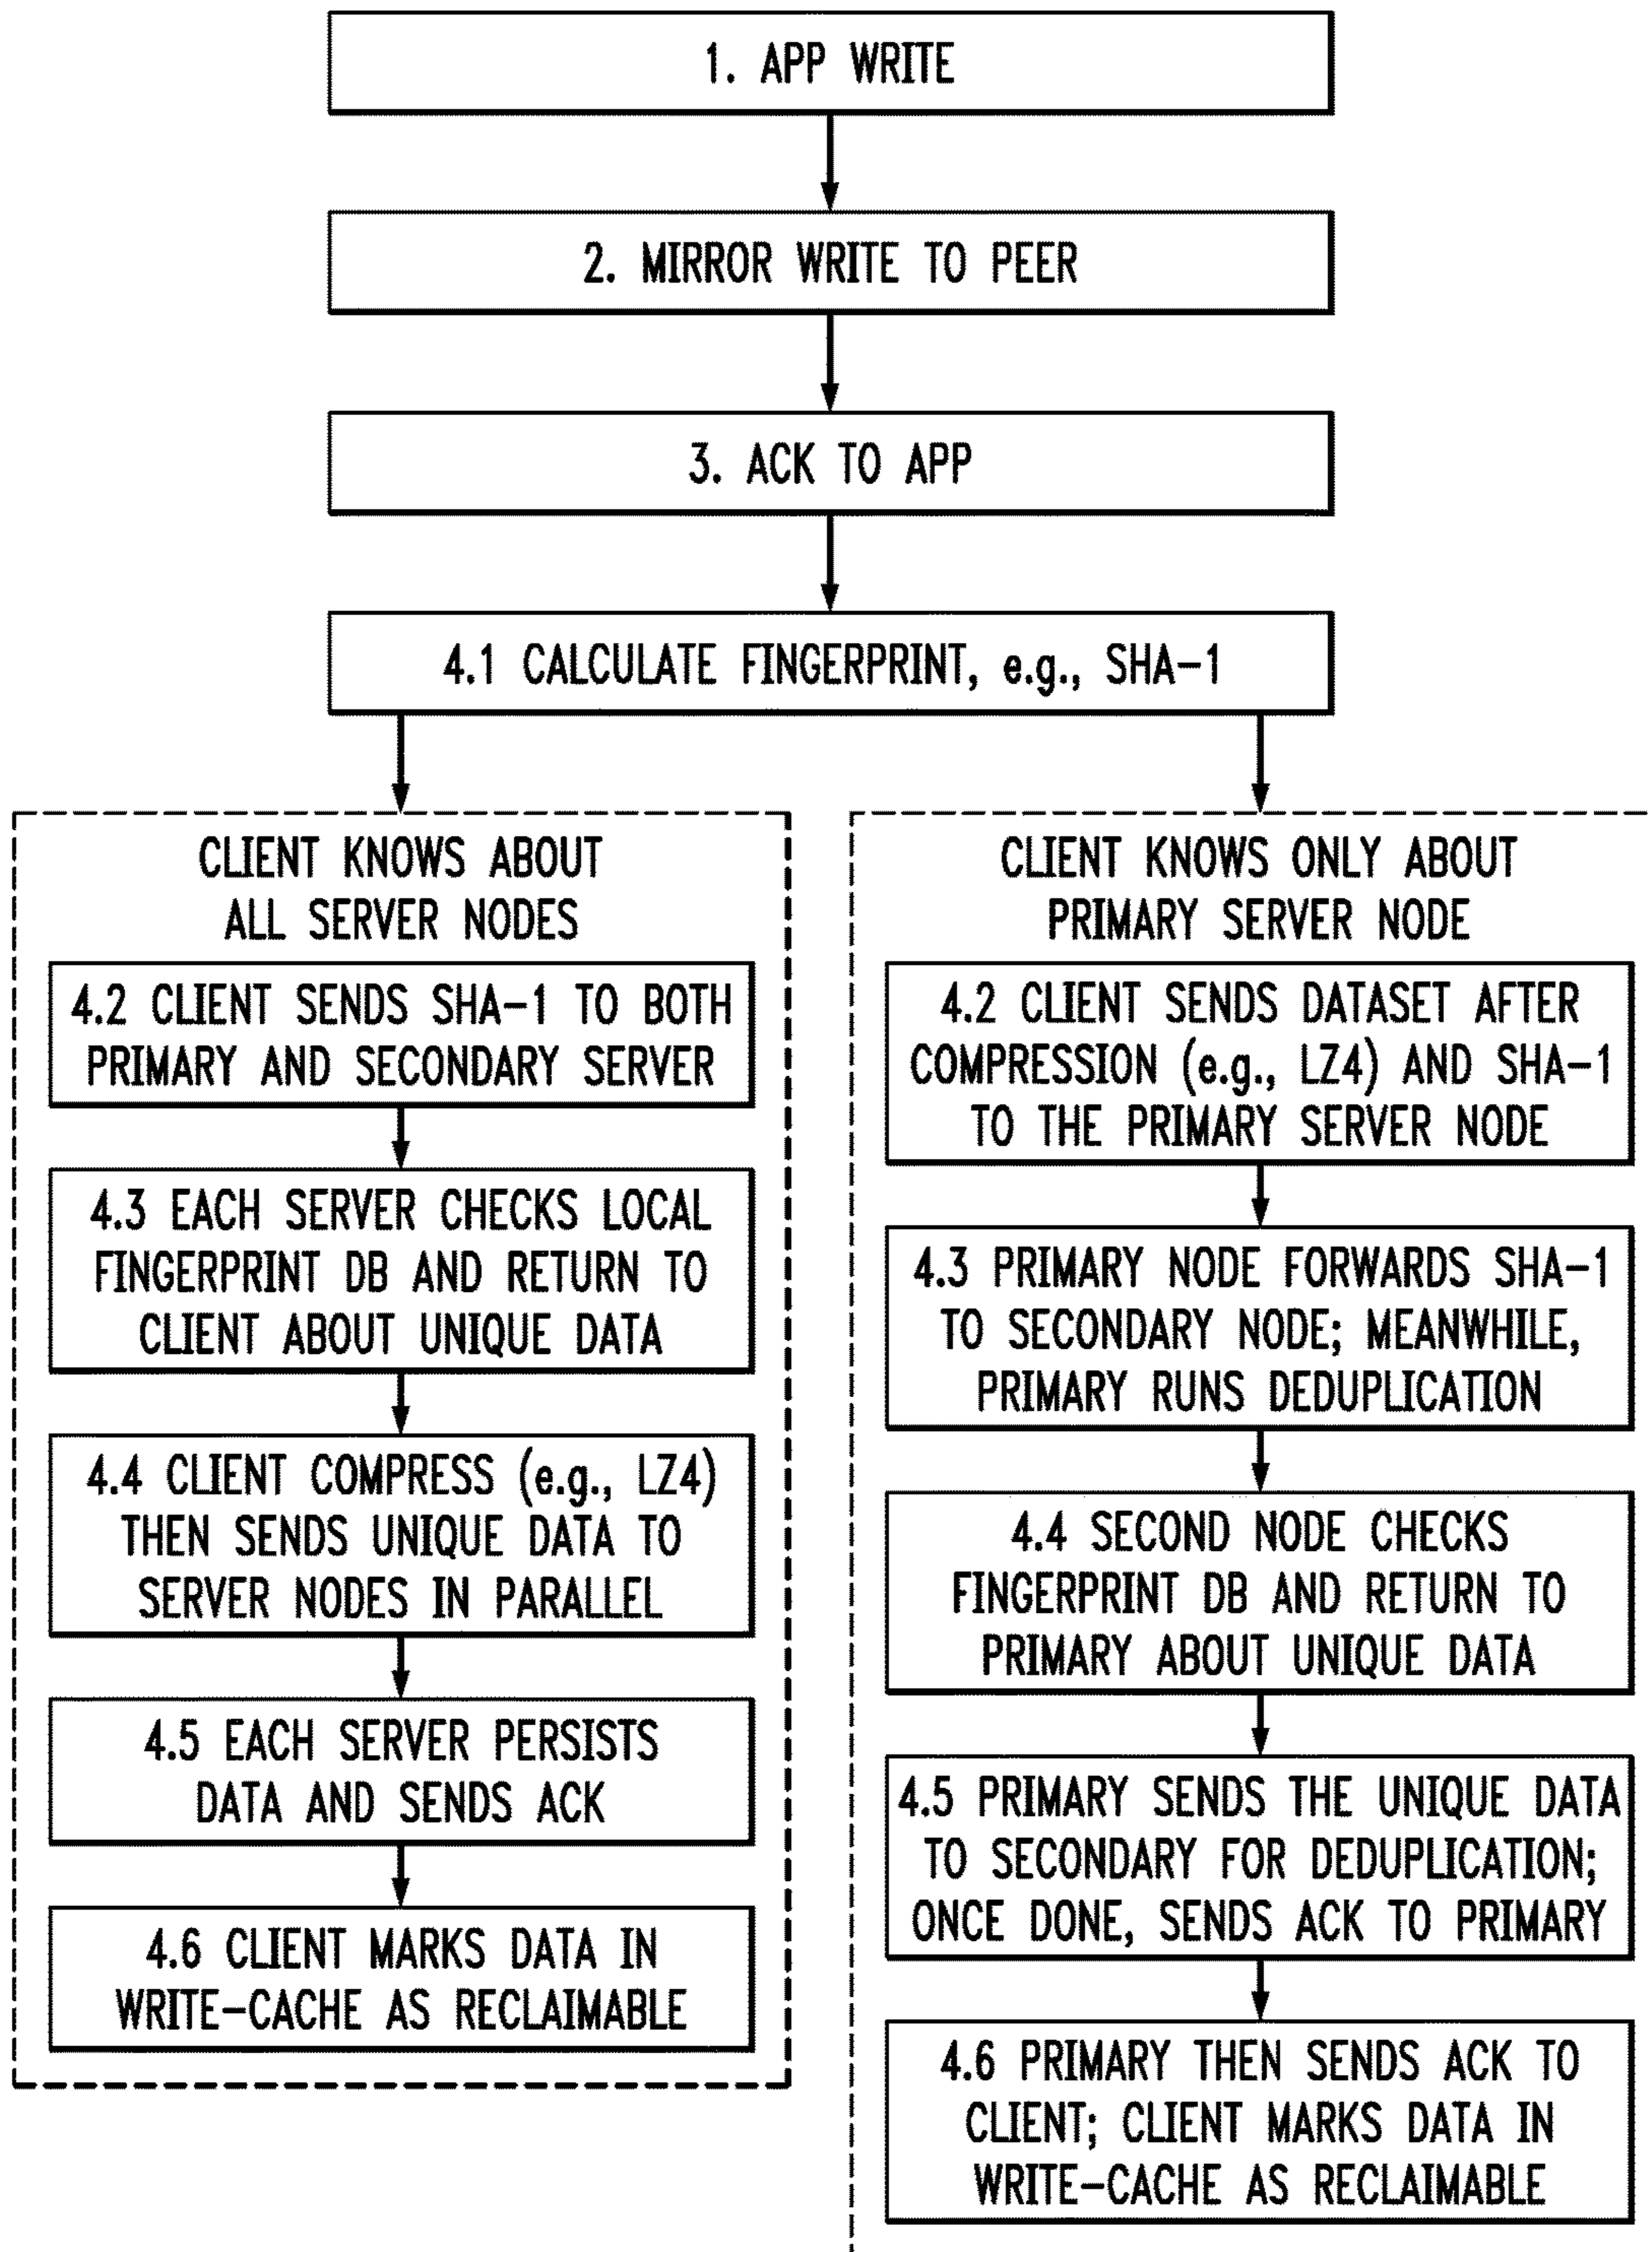 1. APP WRITE
2. MIRROR WRITE TO PEER
3. ACK TO APP
4.1 CALCULATE FINGERPRINT, e.g., SHA-1
CLIENT KNOWS ABOUT
ALL SERVER NODES
4.2 CLIENT SENDS SHA-1 TO BOTH
PRIMARY AND SECONDARY SERVER
4.3 EACH SERVER CHECKS LOCAL
FINGERPRINT DB AND RETURN TO
CLIENT ABOUT UNIQUE DATA
4.4 CLIENT COMPRESS (e.g., LZ4)
THEN SENDS UNIQUE DATA TO
SERVER NODES IN PARALLEL
4.5 EACH SERVER PERSISTS
DATA AND SENDS ACK
4.6 CLIENT MARKS DATA IN
WRITE-CACHE AS RECLAIMABLE
CLIENT KNOWS ONLY ABOUT
PRIMARY SERVER NODE
4.2 CLIENT SENDS DATASET AFTER
COMPRESSION (e.g., LZ4) AND SHA-1
TO THE PRIMARY SERVER NODE
4.3 PRIMARY NODE FORWARDS SHA-1
TO SECONDARY NODE; MEANWHILE,
PRIMARY RUNS DEDUPLICATION
4.4 SECOND NODE CHECKS
FINGERPRINT DB AND RETURN TO
PRIMARY ABOUT UNIQUE DATA
4.5 PRIMARY SENDS THE UNIQUE DATA
TO SECONDARY FOR DEDUPLICATION;
ONCE DONE, SENDS ACK TO PRIMARY
4.6 PRIMARY THEN SENDS ACK TO
CLIENT; CLIENT MARKS DATA IN
WRITE-CACHE AS RECLAIMABLE